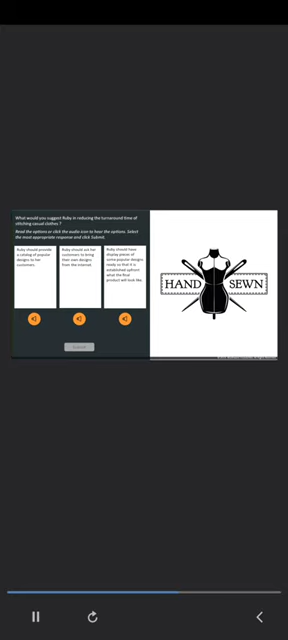 What would you suggest Ruby in reducing the turnaround time of
stitching casual clothes ?
Read the options or click the audio icon to hear the options. Select
the most appropriate response and click Submit.
Ruby should provide
a catalog of popular
designs to her
customers.
Ruby should ask her
customers to bring
their own designs
from the internet.
Ruby should have
display pieces of
some popular designs
ready so that it is
established upfront
what the final
product will look like.
Submit
HAND SEWN